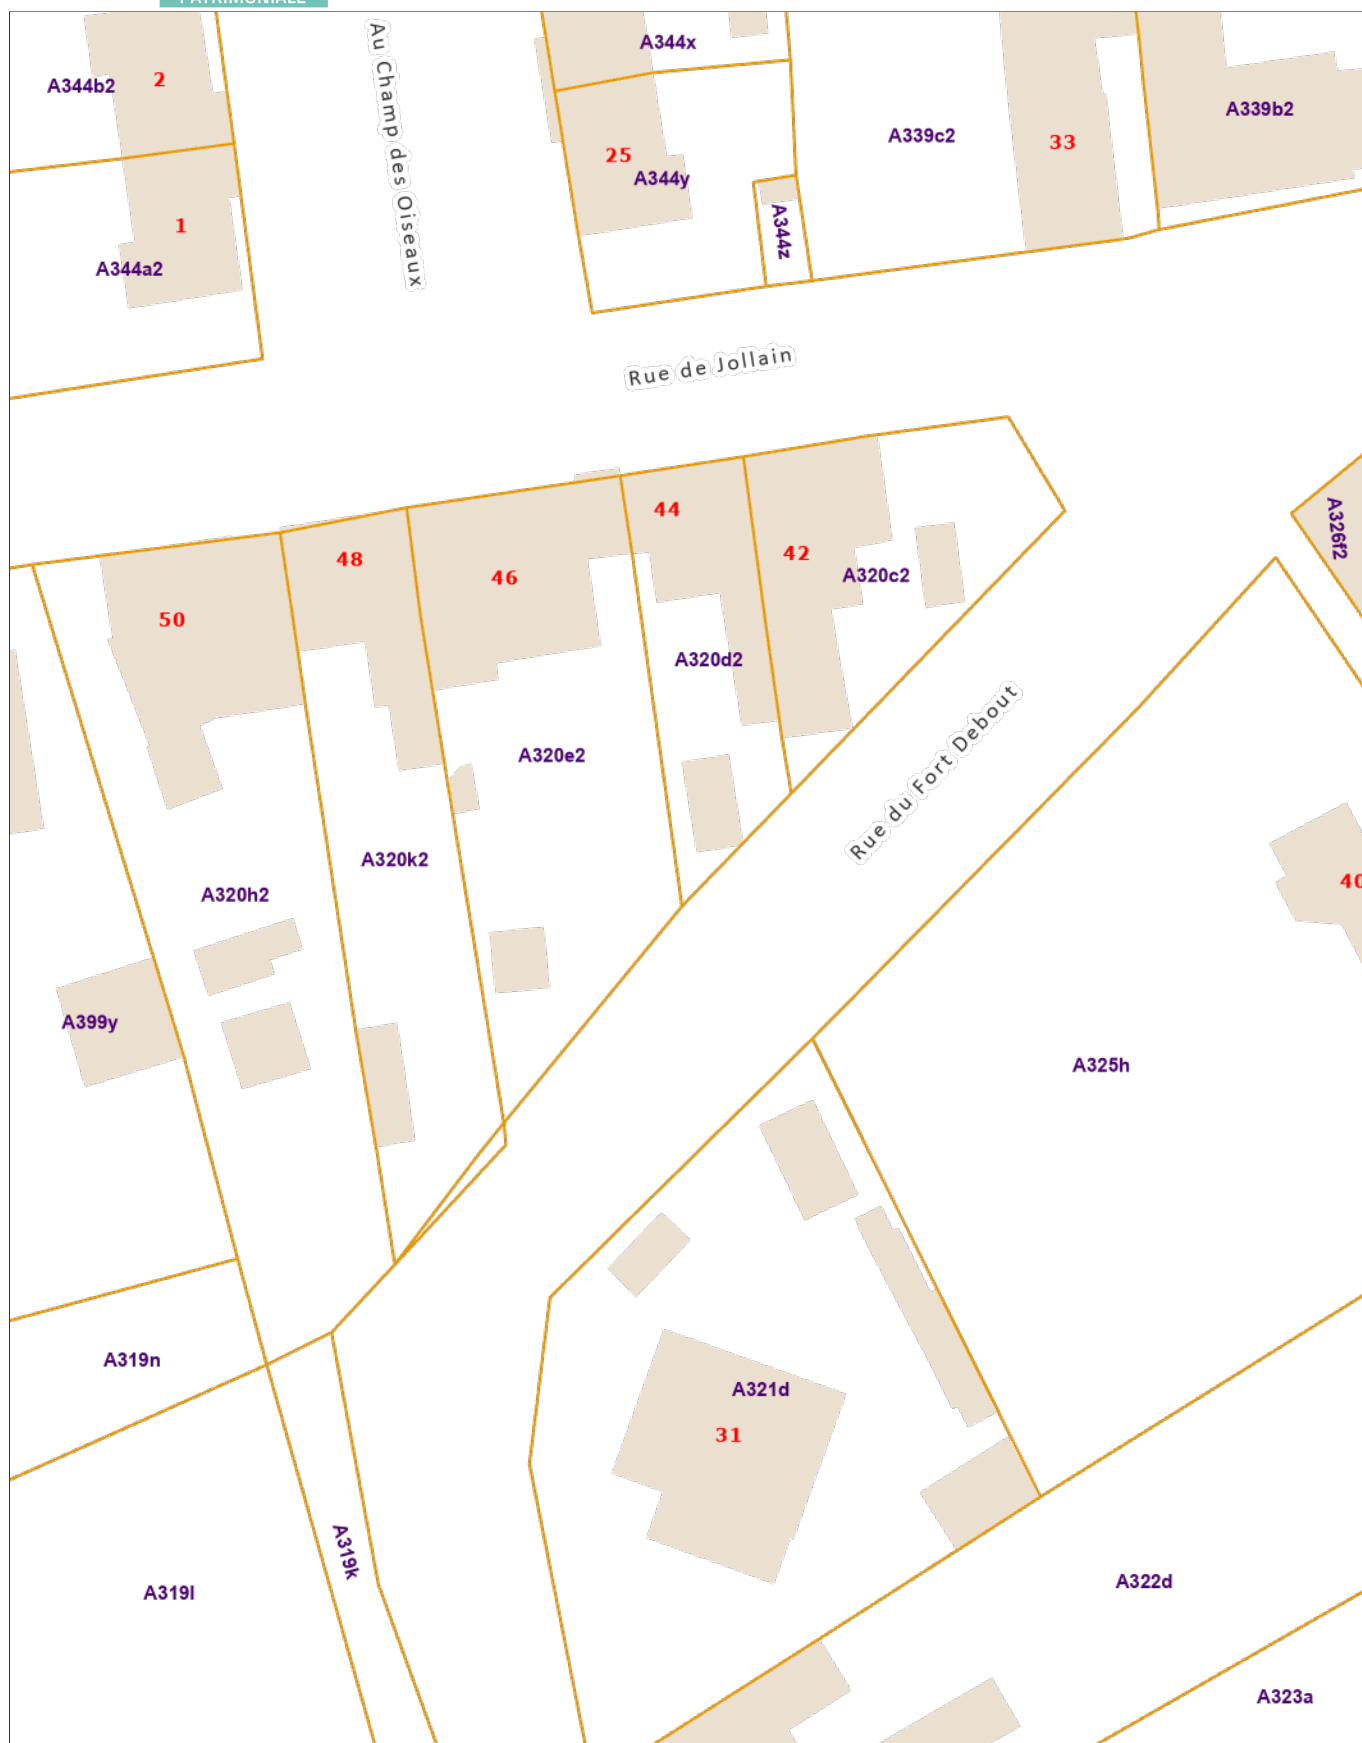 PATRIMONIALE
A344x
A344b2
2
Au Champ des Oiseaux
A339b2
A339c2
33
25
A344y
1
A344z
A344a2
Rue de Jollain
44
A326f2
42
48
46
A320c2
50
A320d2
A320e2
Rue du Fort Debout
A320k2
40
A320h2
A399y
A325h
A319n
A321d
31
A319k
A322d
A319l
A323a